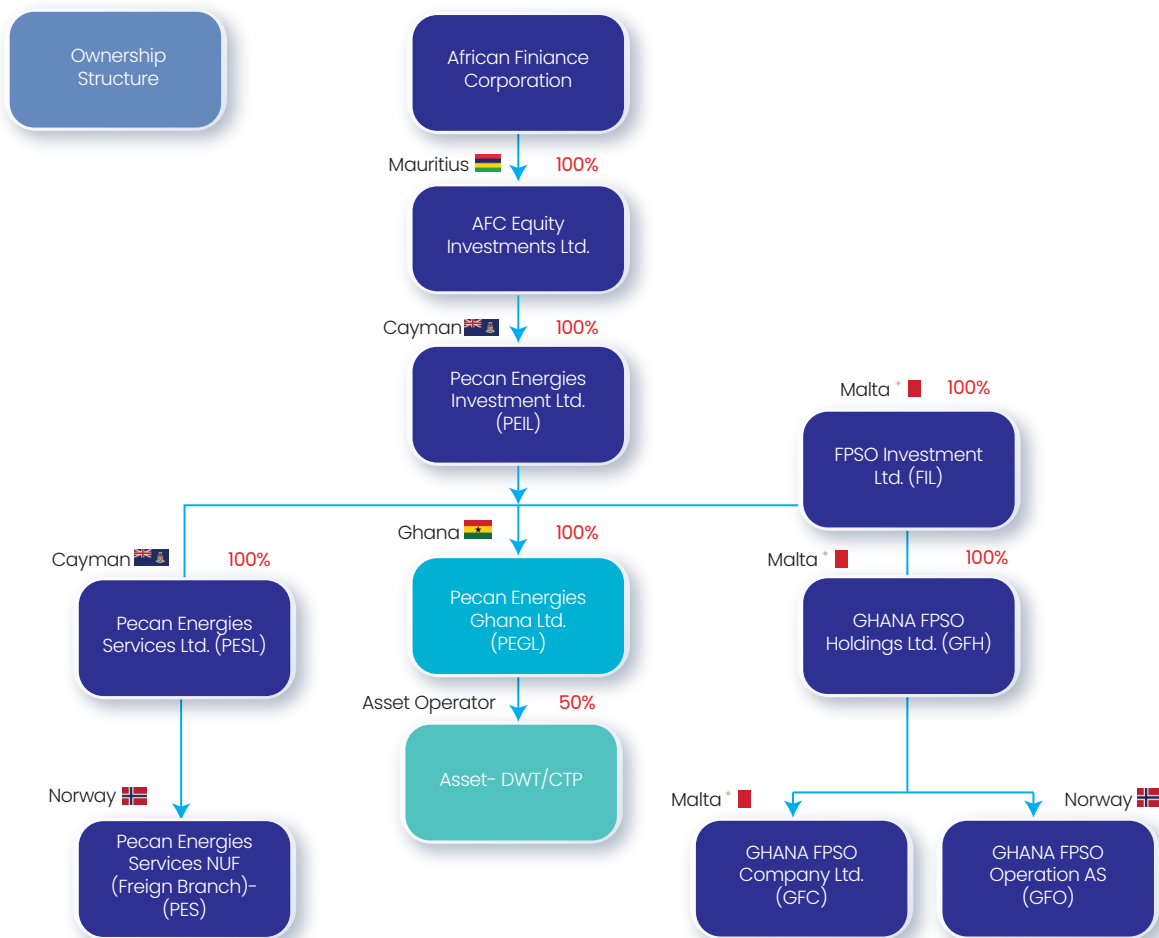 Ownership
Structure
African Finiance
Corporation
Mauritius 100%
AFC Equity
Investments Ltd.
Cayman 100%
Pecan Energies
Investment Ltd.
(PEIL)
Malta 100%
FPSO Investment
Ltd. (FIL)
Ghana 100%
Cayman 100%
Malta 100%
Pecan Energies
Services Ltd. (PESL)
Pecan Energies
Ghana Ltd.
(PEGL)
GHANA FPSO
Holdings Ltd. (GFH)
Asset Operator 50%
Asset- DWT/CTP
Norway
Malta
Norway
Pecan Energies
Services NUF
(Freign Branch)-
(PES)
GHANA FPSO
Company Ltd.
(GFC)
GHANA FPSO
Operation AS
(GFO)